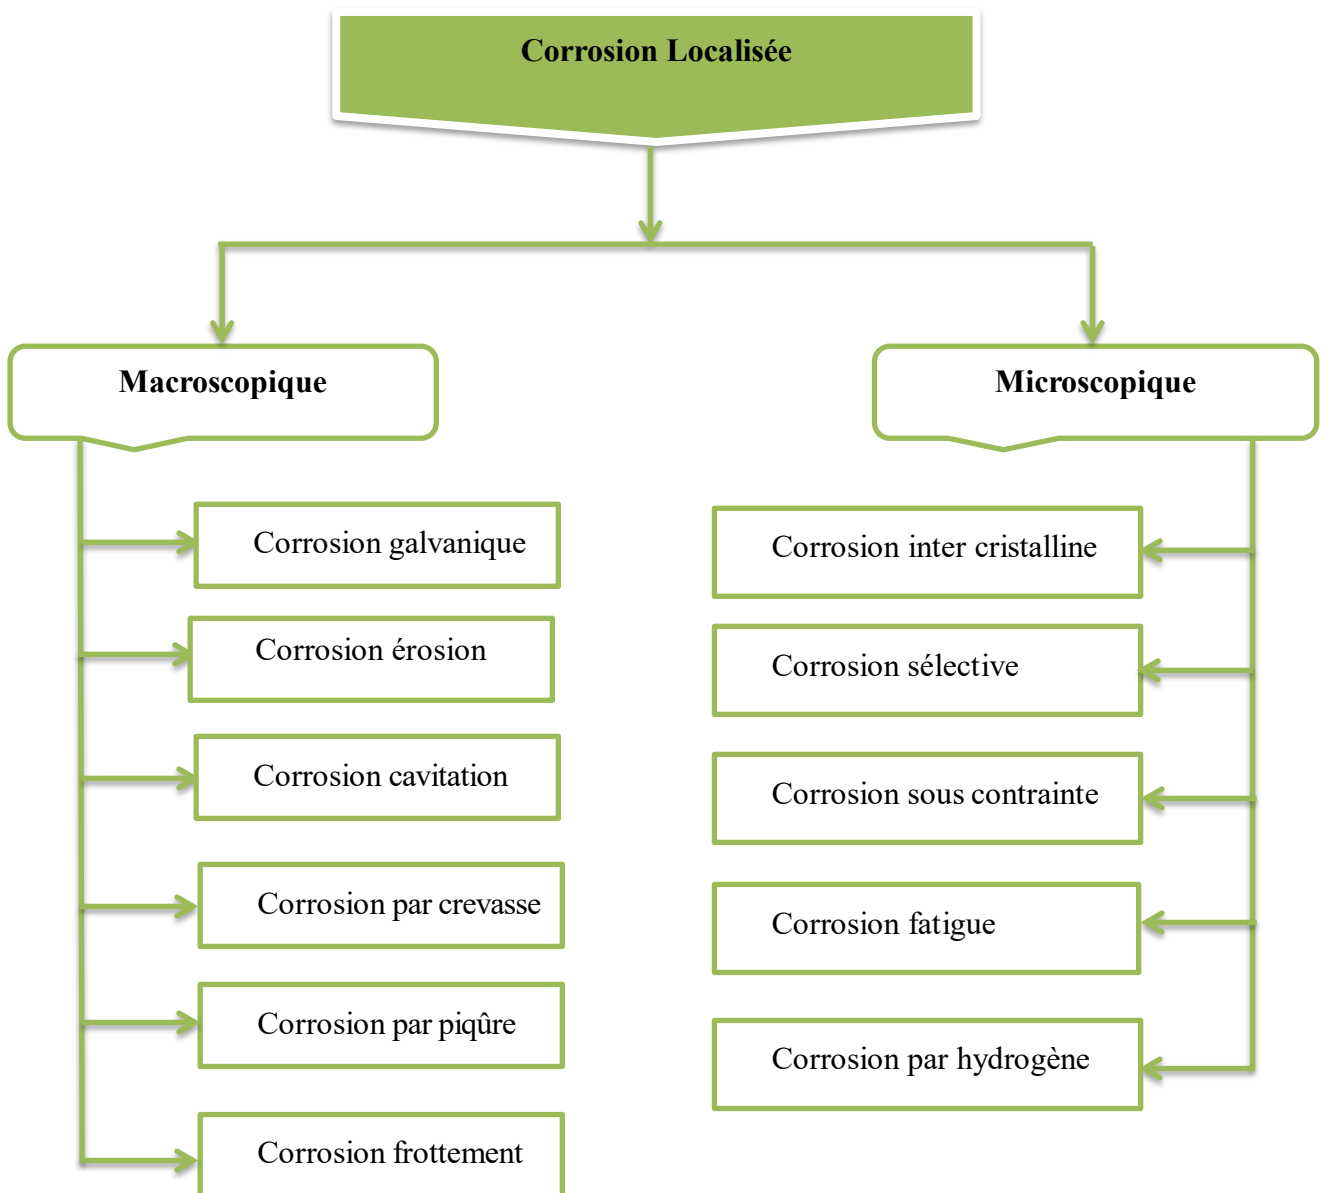 Corrosion Localisée
Macroscopique
Corrosion galvanique
Corrosion érosion
Corrosion cavitation
Corrosion par crevasse
Corrosion par piqûre
Corrosion frottement
Microscopique
Corrosion inter cristalline
Corrosion sélective
Corrosion sous contrainte
Corrosion fatigue
Corrosion par hydrogène